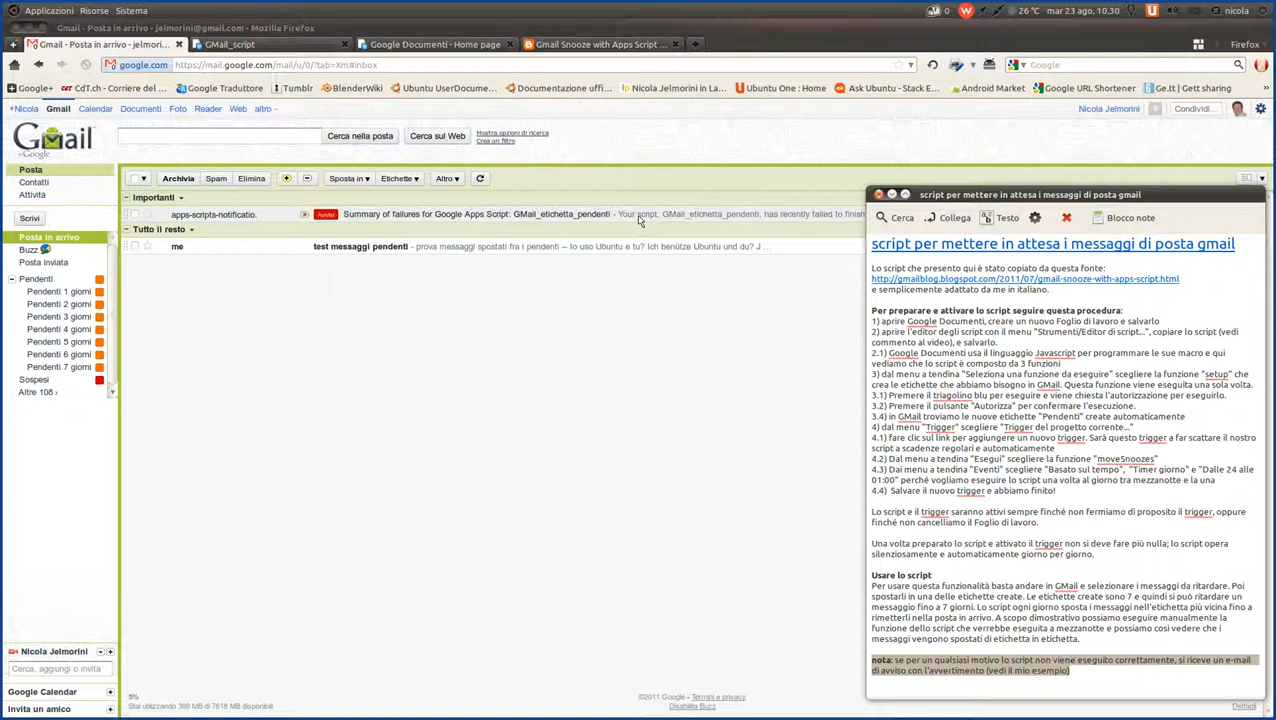 Applicazioni Risorse Sistema
0 26 °C mar 23 ago, 10.30 nicola
Gmail - Posta in arrivo - jelmorini@gmail.com - Mozilla Firefox
Gmail - Posta in arrivo - jelmori...
GMail_script
Google Documenti - Home page
Gmail Snooze with Apps Script ...
Firefox
google.com https://mail.google.com/mail/u/0/?tab=Xm#inbox
Google
Google+ CdT.ch - Corriere del ... Google Traduttore Tumblr BlenderWiki Ubuntu UserDocume... Documentazione uffi... Nicola Jelmorini in La... Ubuntu One : Home Ask Ubuntu - Stack E... Android Market Google URL Shortener Ge.tt | Gett sharing
+Nicola Gmail Calendar Documenti Foto Reader Web altro
Nicola Jelmorini 0 Condividi...
Gmail
by Google
Cerca nella posta Cerca sul Web
Mostra opzioni di ricerca
Crea un filtro
Posta
Contatti
Attività
Scrivi
Posta in arrivo
Buzz
Posta inviata
Pendenti
Pendenti 1 giorni
Pendenti 2 giorni
Pendenti 3 giorni
Pendenti 4 giorni
Pendenti 5 giorni
Pendenti 6 giorni
Pendenti 7 giorni
Sospesi
Altre 108 ›
Nicola Jelmorini
Cerca, aggiungi o invita
Google Calendar
Invita un amico
Archivia Spam Elimina Sposta in Etichette Altro
Importanti
apps-scripts-notificatio. Avvisi Summary of failures for Google Apps Script: GMail_etichetta_pendenti - Your script, GMail_etichetta_pendenti, has recently failed to finish
Tutto il resto
me test messaggi pendenti - prova messaggi spostati fra i pendenti -- Io uso Ubuntu e tu? Ich benütze Ubuntu und du? J ...
5%
Stai utilizzando 398 MB di 7618 MB disponibili
©2011 Google - Termini e privacy
Disabilita Buzz
Dettagli
script per mettere in attesa i messaggi di posta gmail
Cerca Collega Testo Blocco note
script per mettere in attesa i messaggi di posta gmail
Lo script che presento qui è stato copiato da questa fonte:
http://gmailblog.blogspot.com/2011/07/gmail-snooze-with-apps-script.html
e semplicemente adattato da me in italiano.
Per preparare e attivare lo script seguire questa procedura:
1) aprire Google Documenti, creare un nuovo Foglio di lavoro e salvarlo
2) aprire l'editor degli script con il menu "Strumenti/Editor di script...", copiare lo script (vedi
commento al video), e salvarlo.
2.1) Google Documenti usa il linguaggio Javascript per programmare le sue macro e qui
vediamo che lo script è composto da 3 funzioni
3) dal menu a tendina "Seleziona una funzione da eseguire" scegliere la funzione "setup" che
crea le etichette che abbiamo bisogno in GMail. Questa funzione viene eseguita una sola volta.
3.1) Premere il triagolino blu per eseguire e viene chiesta l'autorizzazione per eseguirlo.
3.2) Premere il pulsante "Autorizza" per confermare l'esecuzione.
3.4) in GMail troviamo le nuove etichette "Pendenti" create automaticamente
4) dal menu "Trigger" scegliere "Trigger del progetto corrente..."
4.1) fare clic sul link per aggiungere un nuovo trigger. Sarà questo trigger a far scattare il nostro
script a scadenze regolari e automaticamente
4.2) Dal menu a tendina "Esegui" scegliere la funzione "moveSnoozes"
4.3) Dai menu a tendina "Eventi" scegliere "Basato sul tempo", "Timer giorno" e "Dalle 24 alle
01:00" perché vogliamo eseguire lo script una volta al giorno tra mezzanotte e la una
4.4) Salvare il nuovo trigger e abbiamo finito!
Lo script e il trigger saranno attivi sempre finché non fermiamo di proposito il trigger, oppure
finché non cancelliamo il Foglio di lavoro.
Una volta preparato lo script e attivato il trigger non si deve fare più nulla; lo script opera
silenziosamente e automaticamente giorno per giorno.
Usare lo script
Per usare questa funzionalità basta andare in GMail e selezionare i messaggi da ritardare. Poi
spostarli in una delle etichette create. Le etichette create sono 7 e quindi si può ritardare un
messaggio fino a 7 giorni. Lo script ogni giorno sposta i messaggi nell'etichetta più vicina fino a
rimetterli nella posta in arrivo. A scopo dimostrativo possiamo eseguire manualmente la
funzione dello script che verrebbe eseguita a mezzanotte e possiamo così vedere che i
messaggi vengono spostati di etichetta in etichetta.
nota: se per un qualsiasi motivo lo script non viene eseguito correttamente, si riceve un e-mail
di avviso con l'avvertimento (vedi il mio esempio)